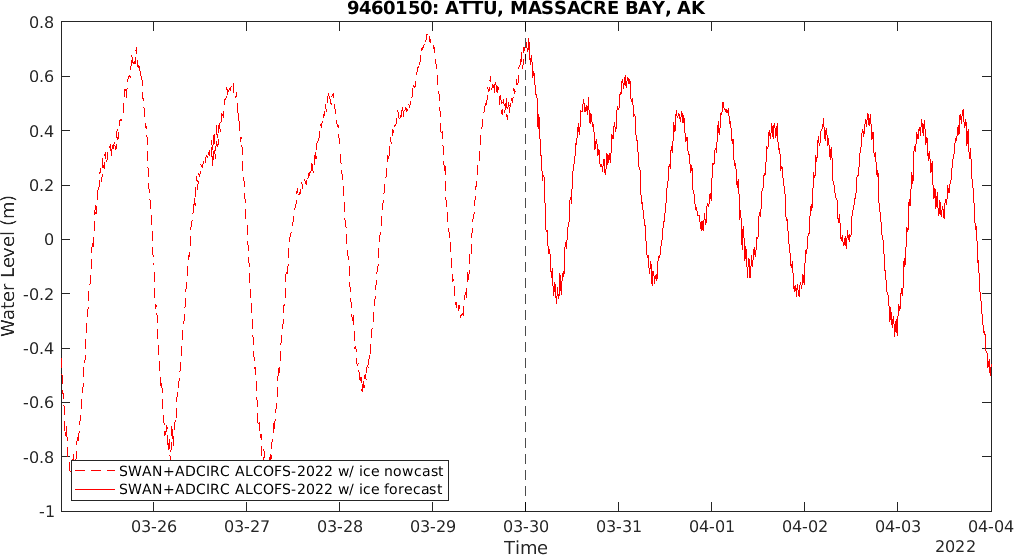 9460150: ATTU, MASSACRE BAY, AK
Water Level (m)
0.8
0.6
0.4
0.2
0
-0.2
-0.4
-0.6
-0.8
-1
SWAN+ADCIRC ALCOFS-2022 w/ ice nowcast
SWAN+ADCIRC ALCOFS-2022 w/ ice forecast
03-26 03-27 03-28 03-29 03-30 03-31 04-01 04-02 04-03 04-04
Time
2022